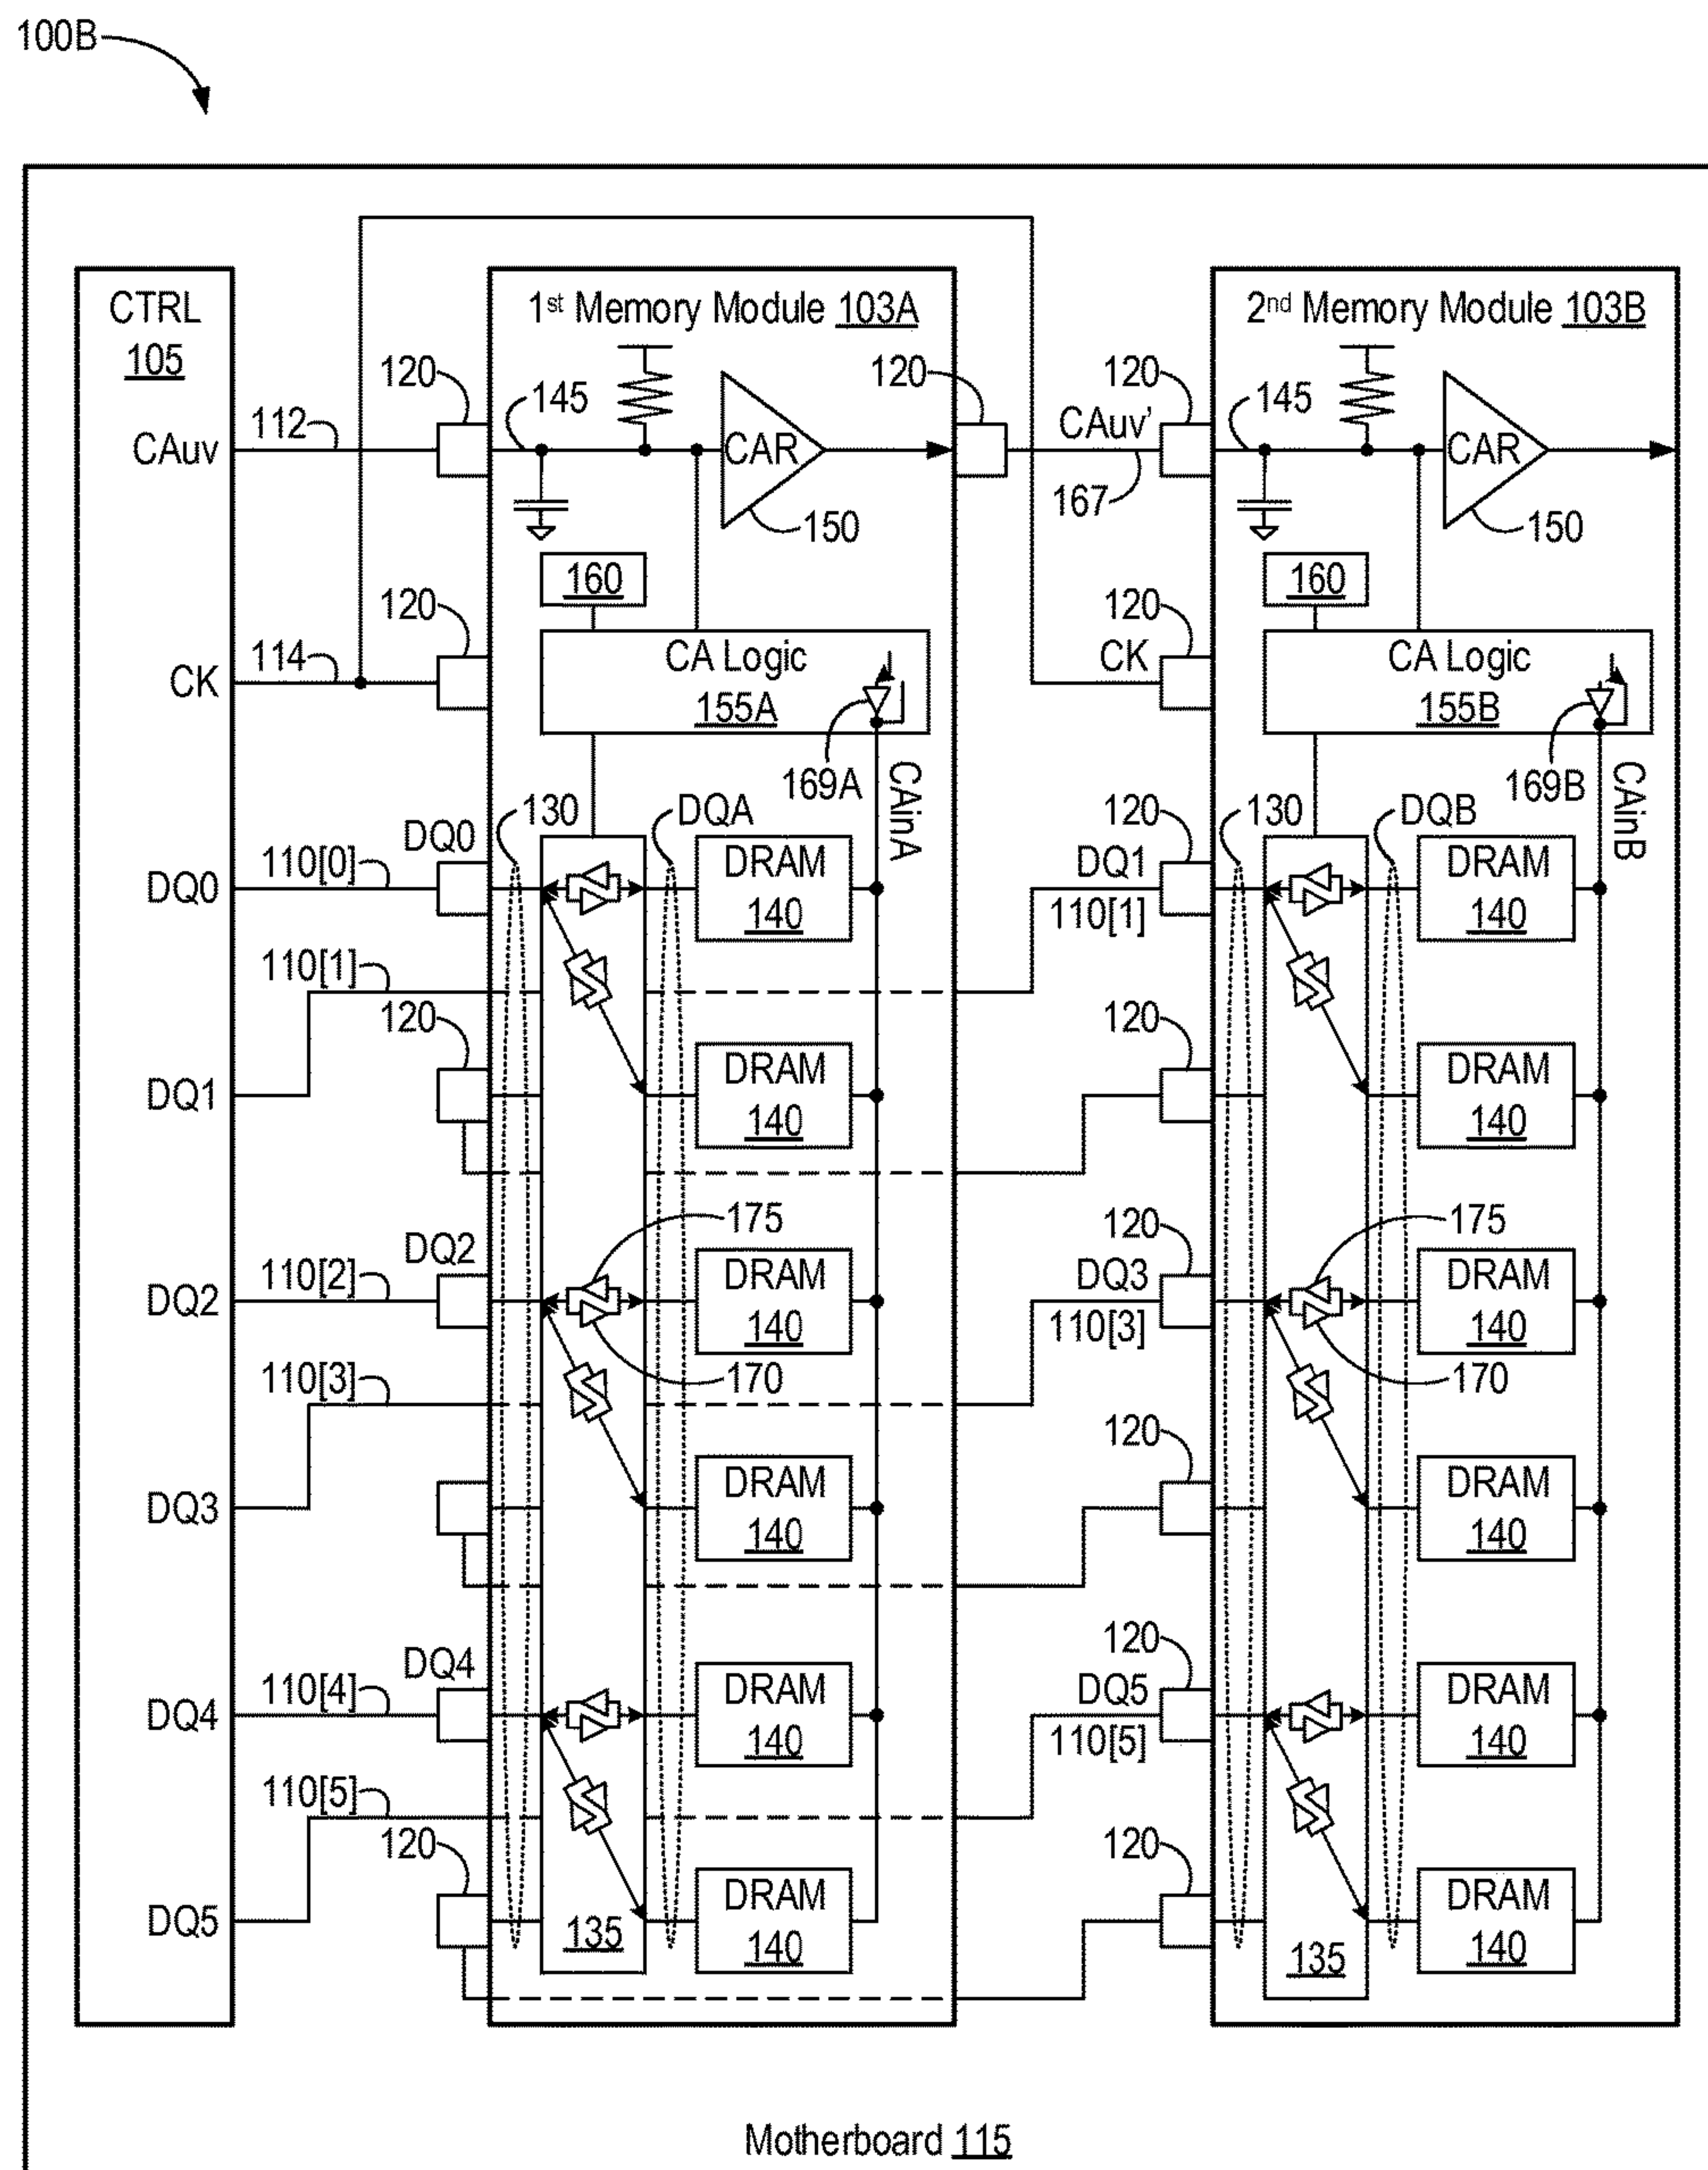 100B
CTRL
105
1st Memory Module 103A
2nd Memory Module 103B
CAuv
112
120
145
CAR
150
120
CAuv'
167
120
145
CAR
150
160
160
CK
114
120
CA Logic
155A
169A
CAinA
120
CK
CA Logic
155B
169B
CAinB
130
DQA
130
DQB
DQ0
110[0]
DQ0
DRAM
140
120
DQ1
110[1]
DRAM
140
110[1]
120
DQ1
DRAM
140
120
DRAM
140
175
170
175
170
DQ2
110[2]
DQ2
DRAM
140
120
DQ3
110[3]
DRAM
140
110[3]
DQ3
DRAM
140
120
DRAM
140
DQ4
110[4]
DQ4
DRAM
140
120
DQ5
110[5]
DRAM
140
110[5]
120
DQ5
135
DRAM
140
120
135
DRAM
140
Motherboard 115